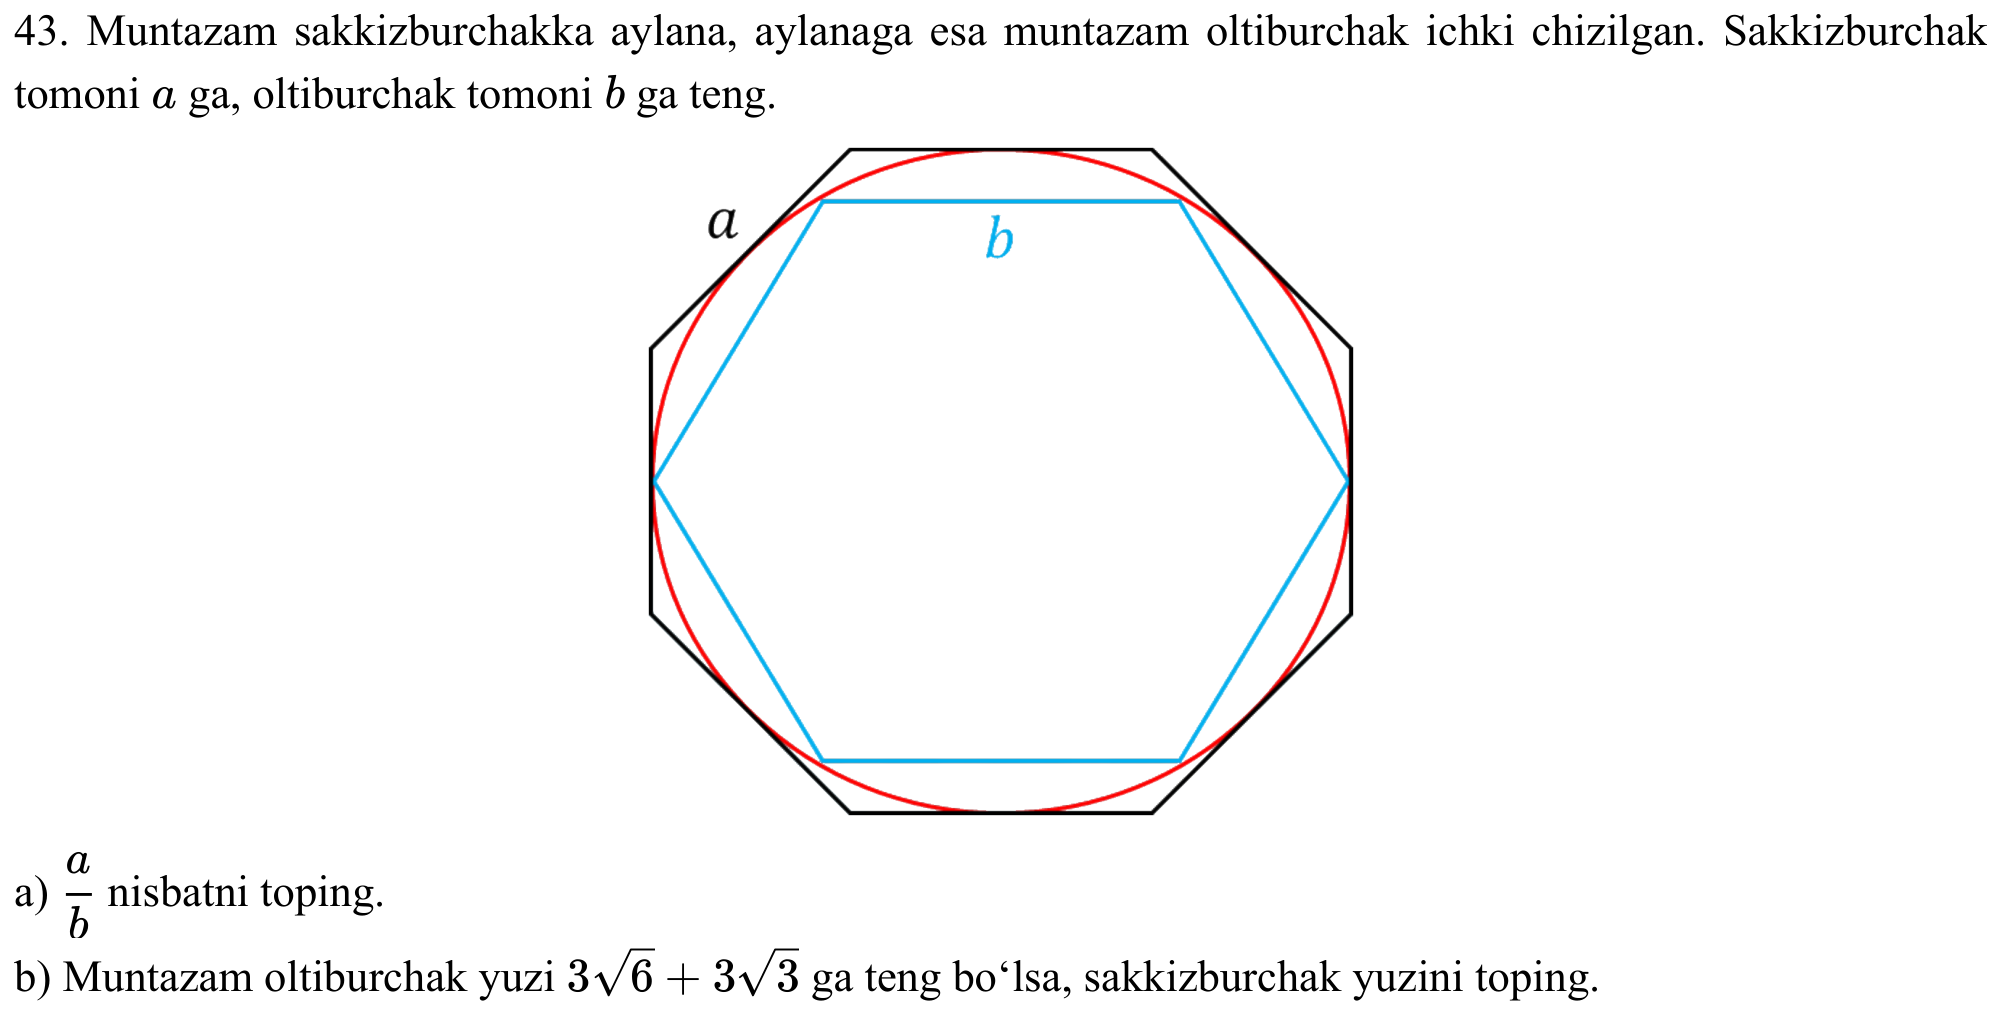 43. Muntazam sakkizburchakka aylana, aylanaga esa muntazam oltiburchak ichki chizilgan. Sakkizburchak
tomoni a ga, oltiburchak tomoni b ga teng.
a
b
a) a/b nisbatni toping.
b) Muntazam oltiburchak yuzi 3√6 + 3√3 ga teng bo‘lsa, sakkizburchak yuzini toping.